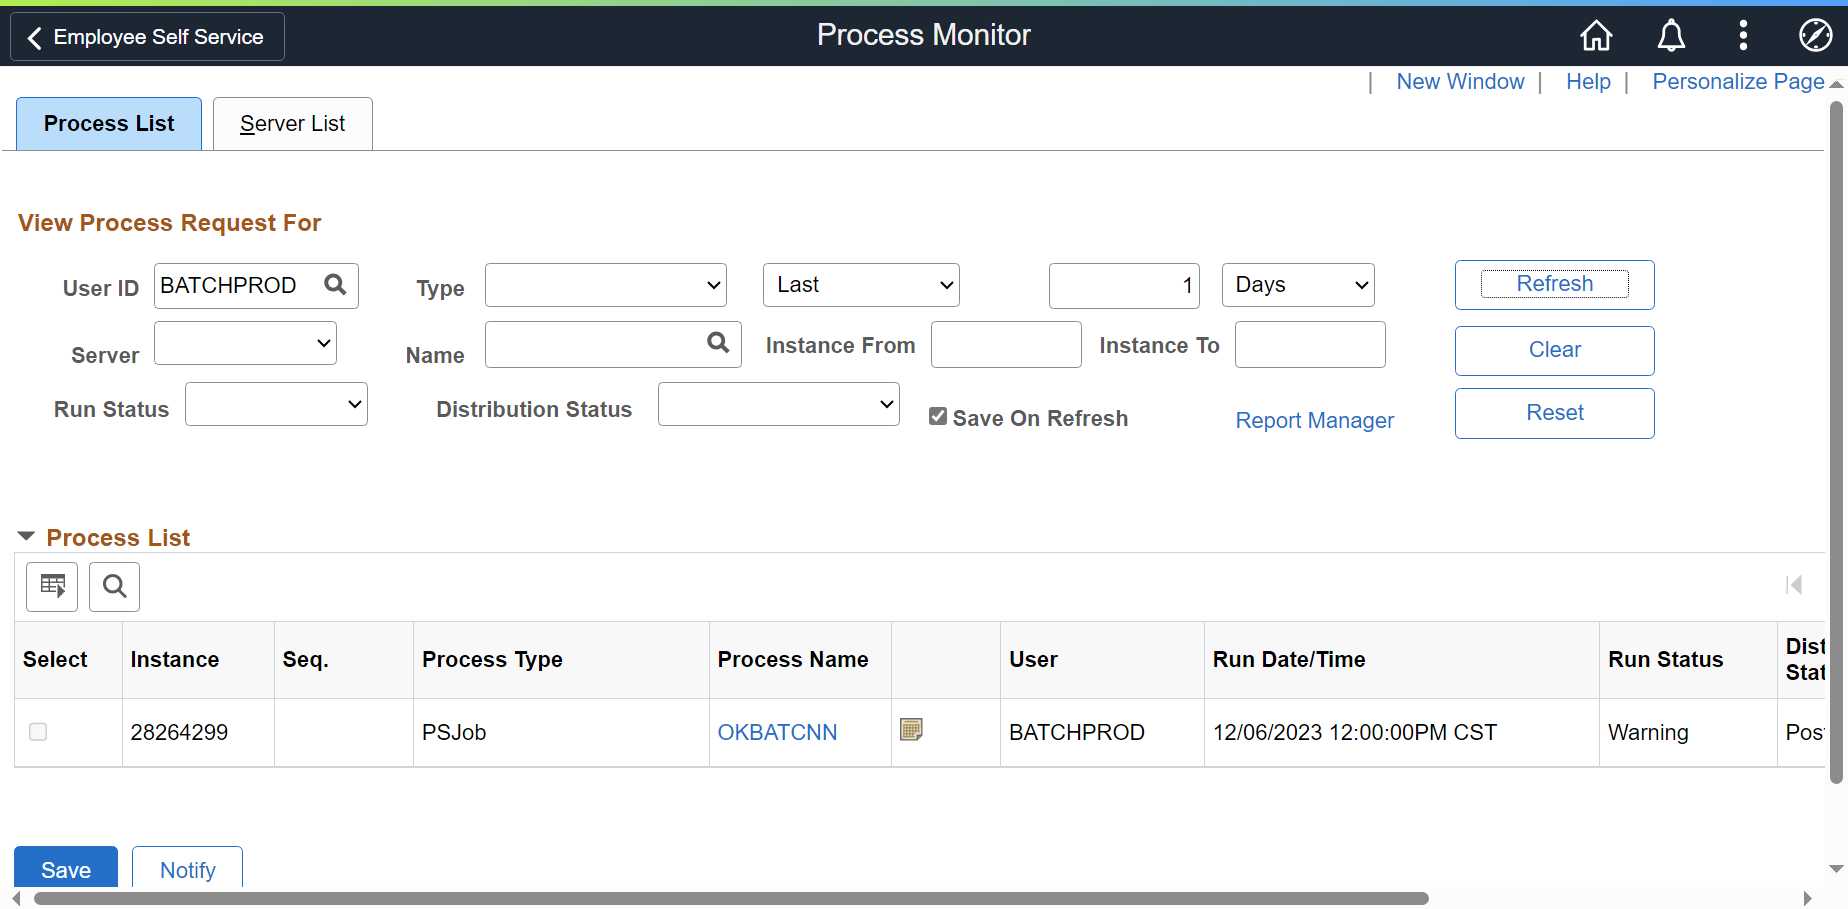 Employee Self Service
Process Monitor
| New Window | Help | Personalize Page
Process List
Server List
View Process Request For
User ID BATCHPROD Type Last 1 Days Refresh
Server Name Instance From Instance To Clear
Run Status Distribution Status Save On Refresh Report Manager Reset
Process List
Select Instance Seq. Process Type Process Name User Run Date/Time Run Status Dist Stat
28264299 PSJob OKBATCNN BATCHPROD 12/06/2023 12:00:00PM CST Warning Pos
Save Notify